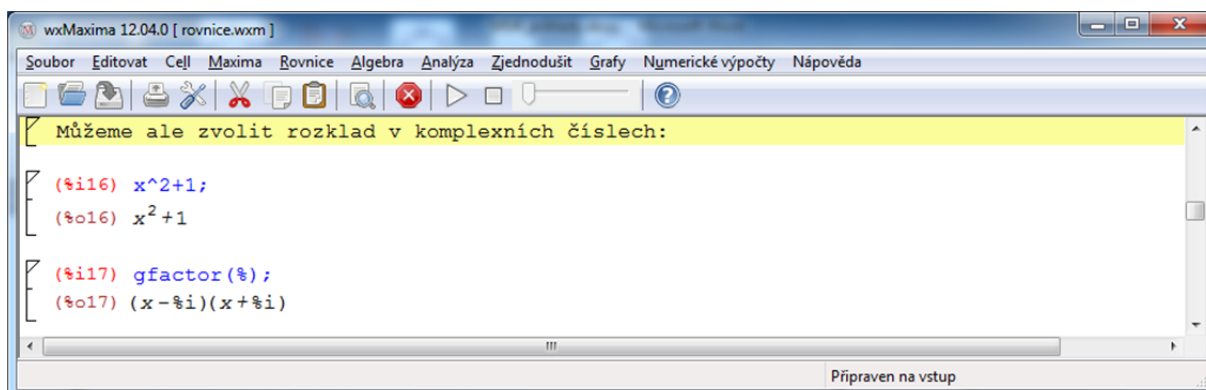 wxMaxima 12.04.0 [ rovnice.wxm ]
Soubor Editovat Cell Maxima Rovnice Algebra Analýza Zjednodušit Grafy Numerické výpočty Nápověda
Můžeme ale zvolit rozklad v komplexních číslech:
(%i16) x^2+1;
(%o16) x²+1
(%i17) gfactor(%);
(%o17) (x-%i)(x+%i)
Připraven na vstup